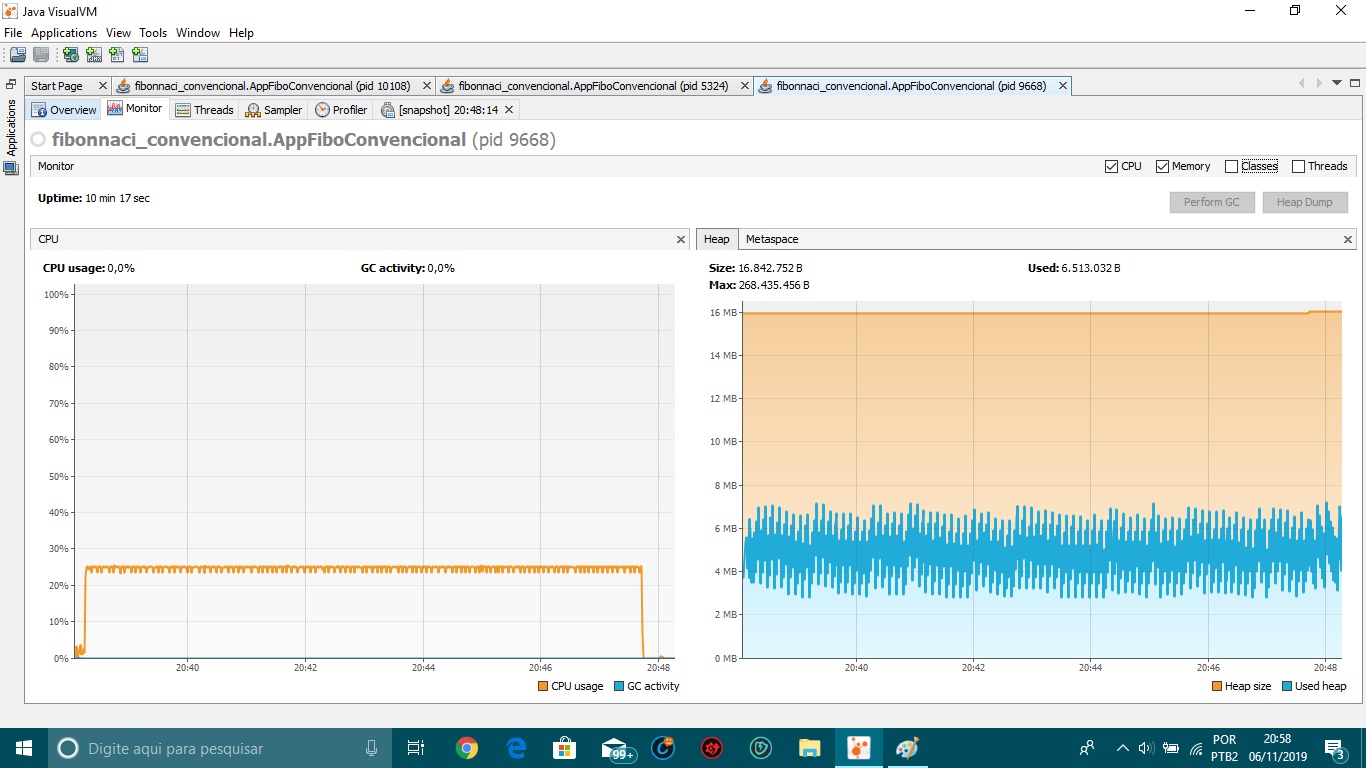 Java VisualVM
File Applications View Tools Window Help
Start Page fibonnaci_convencional.AppFiboConvencional (pid 10108) fibonnaci_convencional.AppFiboConvencional (pid 5324) fibonnaci_convencional.AppFiboConvencional (pid 9668)
Applications
Overview Monitor Threads Sampler Profiler [snapshot] 20:48:14
fibonnaci_convencional.AppFiboConvencional (pid 9668)
Monitor CPU Memory Classes Threads
Uptime: 10 min 17 sec Perform GC Heap Dump
CPU
CPU usage: 0,0% GC activity: 0,0%
100%
90%
80%
70%
60%
50%
40%
30%
20%
10%
0%
20:40 20:42 20:44 20:46 20:48
CPU usage GC activity
Heap Metaspace
Size: 16.842.752 B Used: 6.513.032 B
Max: 268.435.456 B
16 MB
14 MB
12 MB
10 MB
8 MB
6 MB
4 MB
2 MB
0 MB
20:40 20:42 20:44 20:46 20:48
Heap size Used heap
Digite aqui para pesquisar
99+
POR
PTB2
20:58
06/11/2019
3